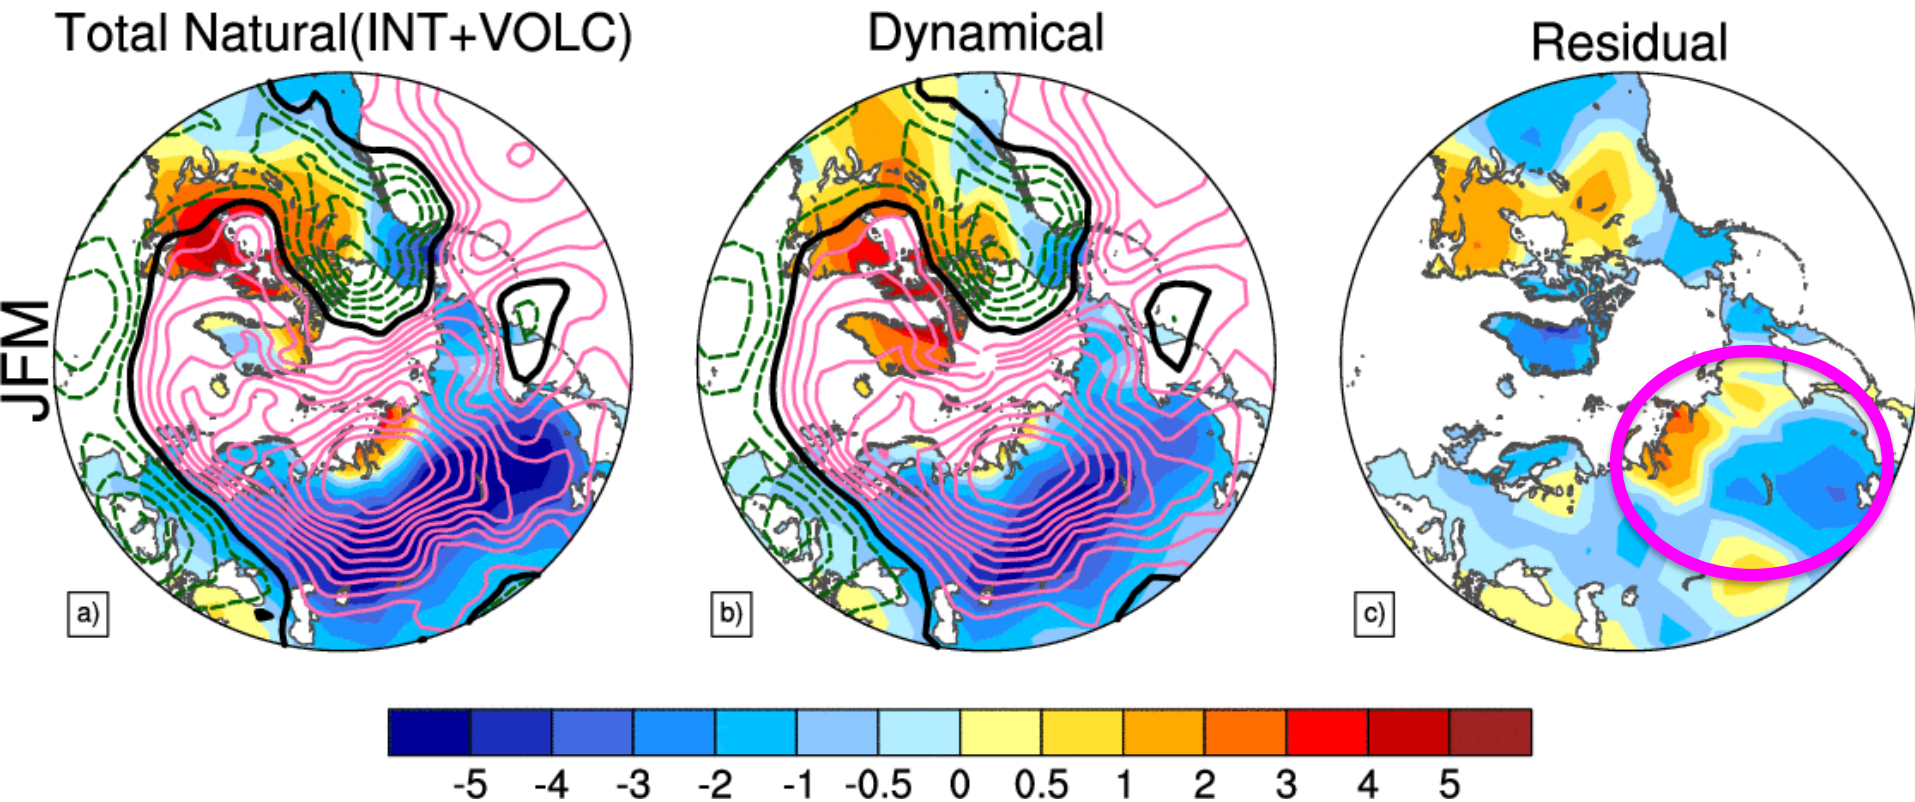 Total Natural(INT+VOLC) Dynamical Residual
JFM
a) b) c)
-5 -4 -3 -2 -1 -0.5 0 0.5 1 2 3 4 5